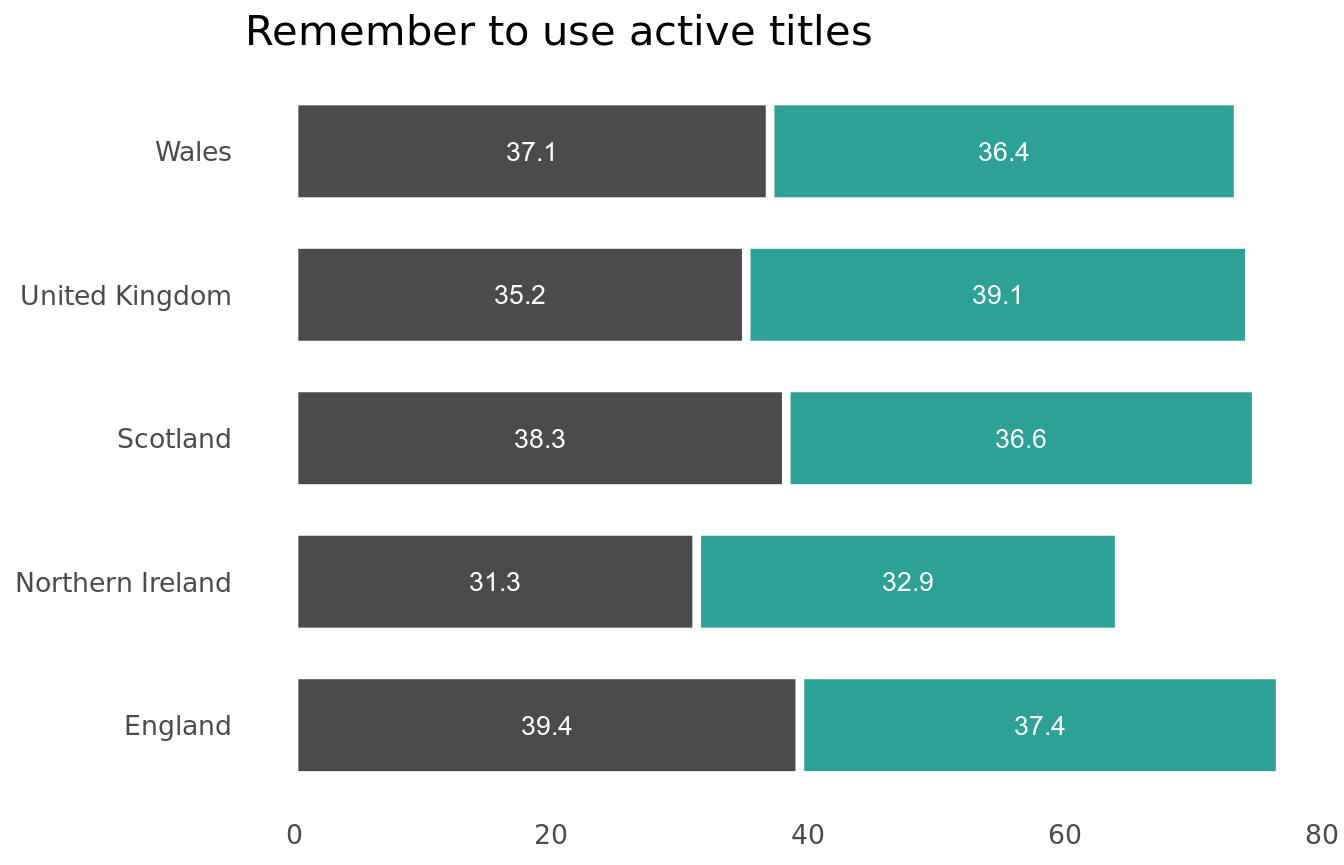 Remember to use active titles
Wales 37.1 36.4
United Kingdom 35.2 39.1
Scotland 38.3 36.6
Northern Ireland 31.3 32.9
England 39.4 37.4
0 20 40 60 80